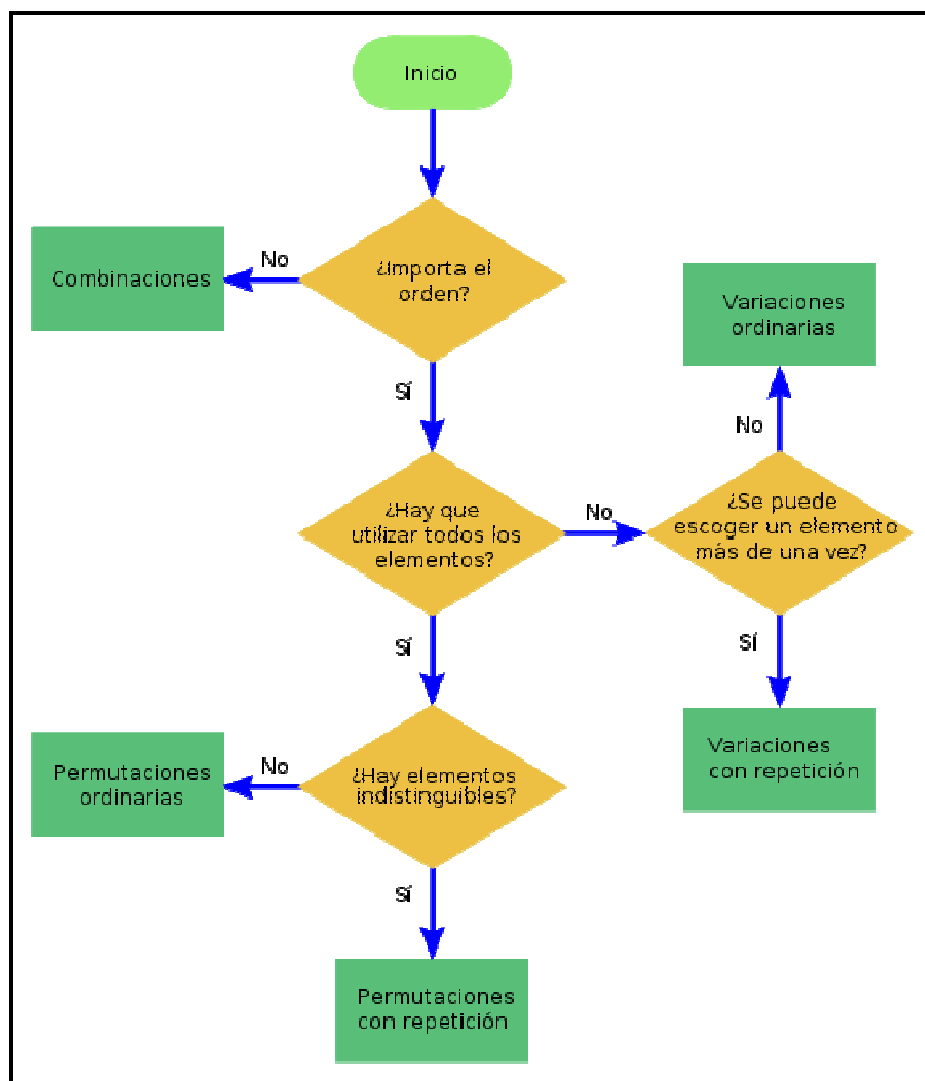 Inicio
¿Importa el
orden?
No
Combinaciones
Sí
¿Hay que
utilizar todos los
elementos?
No
¿Se puede
escoger un elemento
más de una vez?
No
Variaciones
ordinarias
Sí
Variaciones
con repetición
Sí
¿Hay elementos
indistinguibles?
No
Permutaciones
ordinarias
Sí
Permutaciones
con repetición